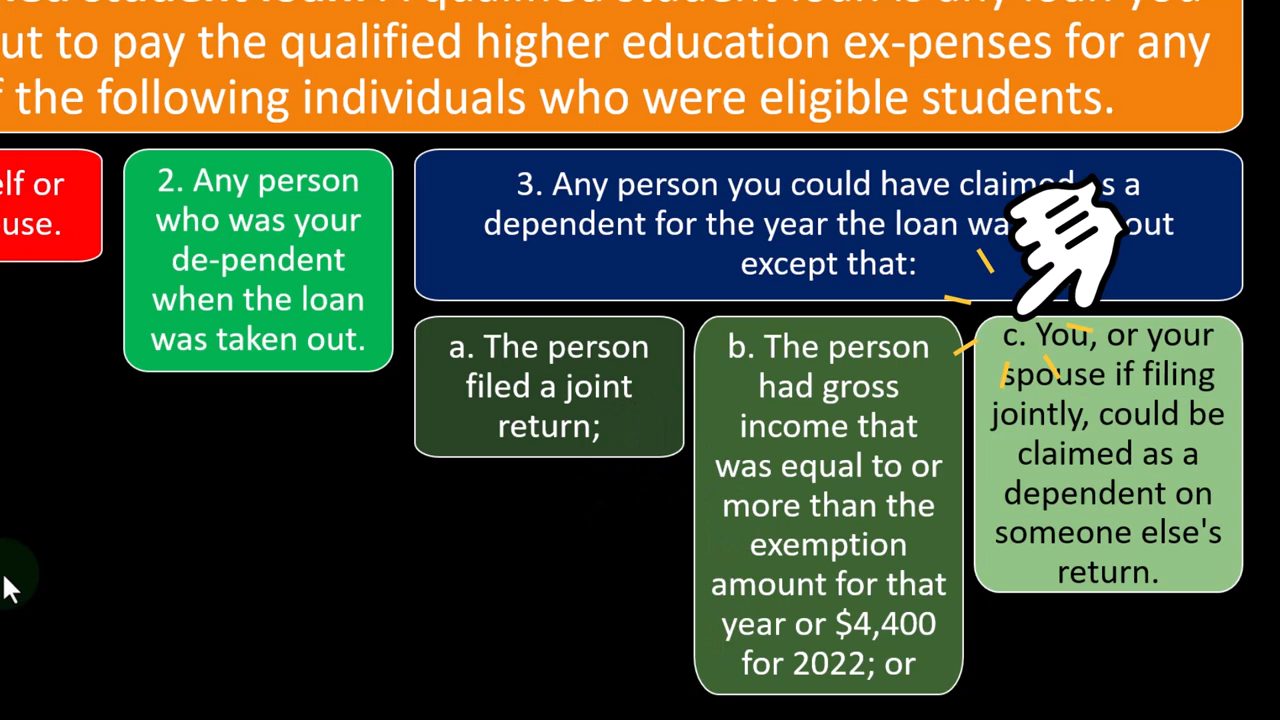 ut to pay the qualified higher education ex-penses for any
the following individuals who were eligible students.
elf or
use.
2. Any person
who was your
de-pendent
when the loan
was taken out.
3. Any person you could have claimed as a
dependent for the year the loan was out
except that:
a. The person
filed a joint
return;
b. The person
had gross
income that
was equal to or
more than the
exemption
amount for that
year or $4,400
for 2022; or
c. You, or your
spouse if filing
jointly, could be
claimed as a
dependent on
someone else's
return.